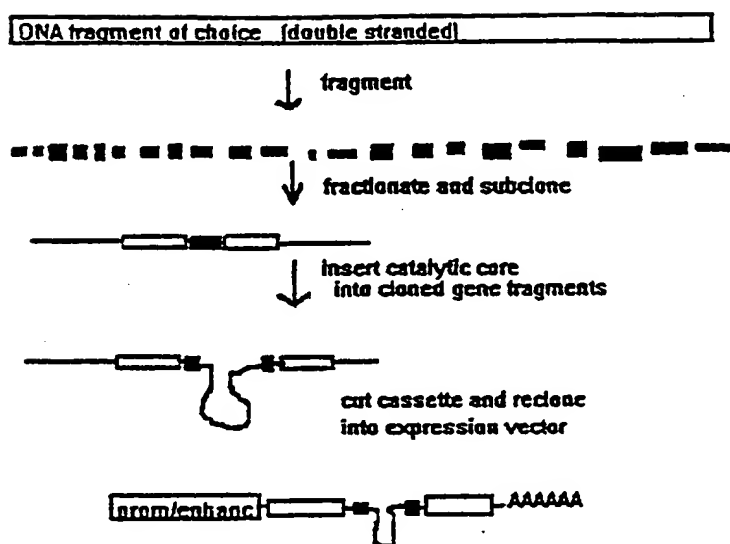 DNA fragment of choice (double stranded)
fragment
fractionate and subclone
insert catalytic core
into cloned gene fragments
cut cassette and reclone
into expression vector
prom/enhanc
AAAAAA